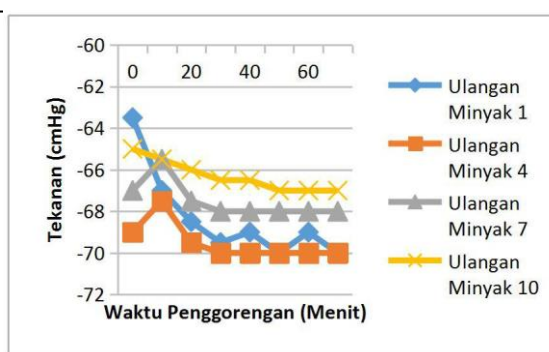 -60
0 20 40 60
-62
-64
-66
-68
-70
-72
Tekanan (cmHg)
Waktu Penggorengan (Menit)
Ulangan
Minyak 1
Ulangan
Minyak 4
Ulangan
Minyak 7
Ulangan
Minyak 10